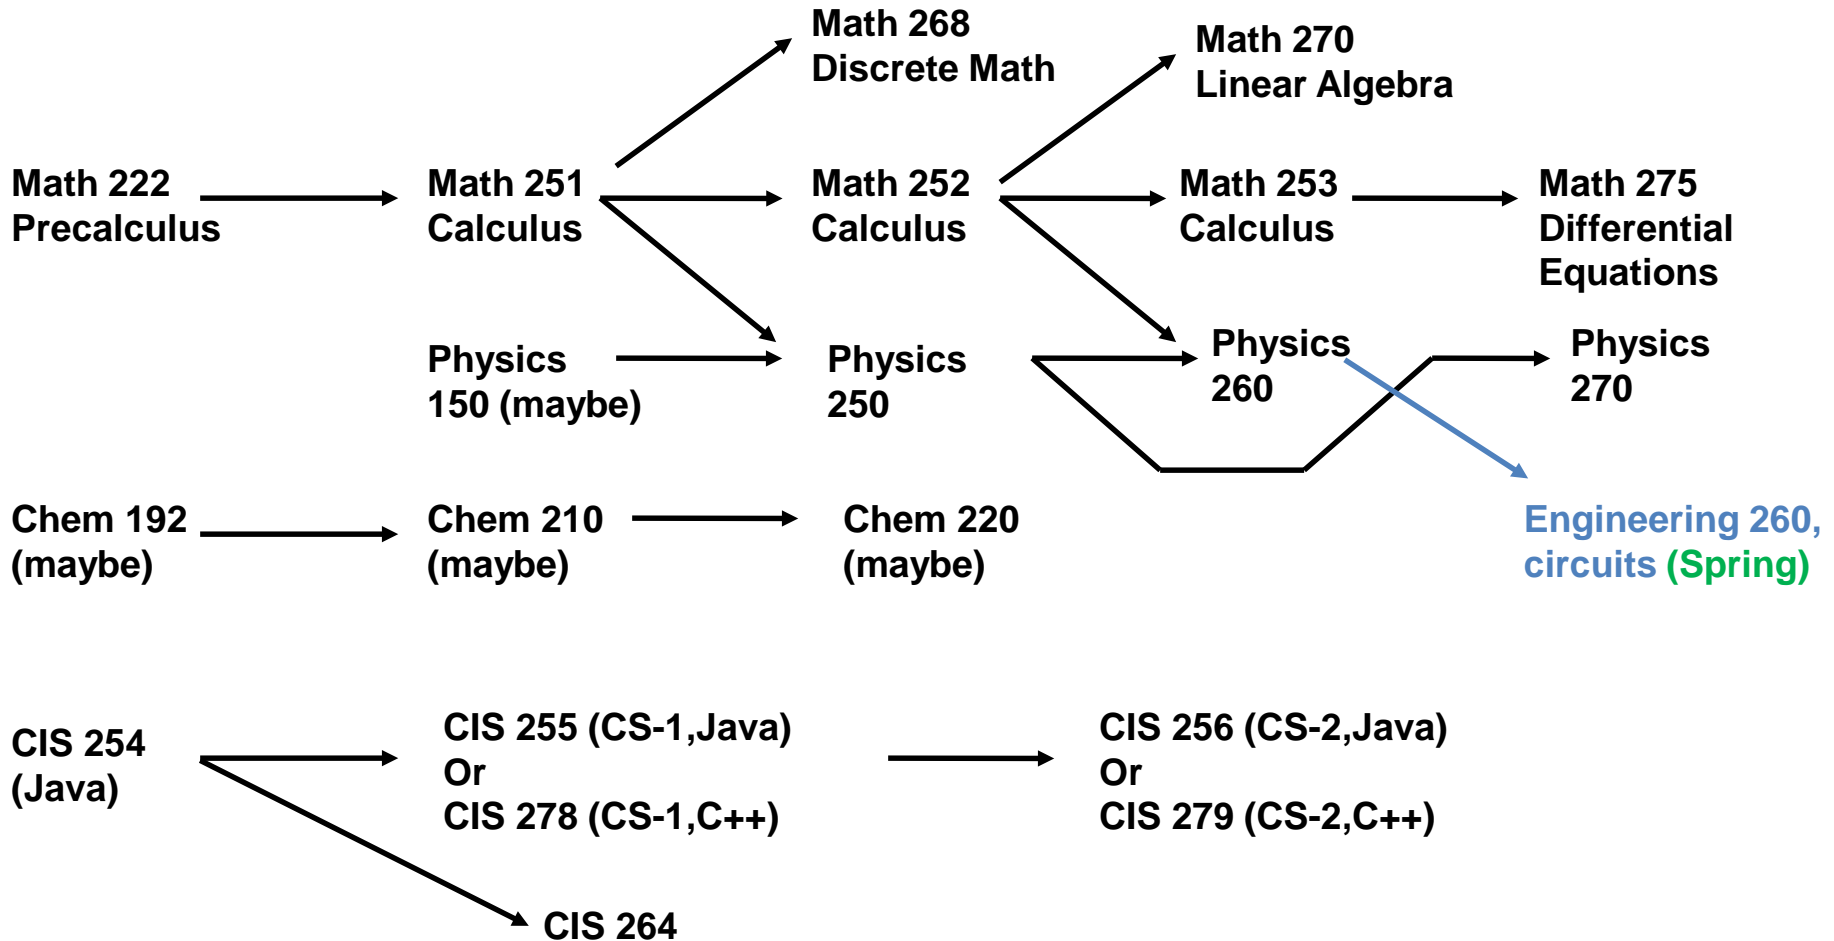 Math 268
Discrete Math
Math 270
Linear Algebra
Math 222
Precalculus
Math 251
Calculus
Math 252
Calculus
Math 253
Calculus
Math 275
Differential
Equations
Physics
150 (maybe)
Physics
250
Physics
260
Physics
270
Chem 192
(maybe)
Chem 210
(maybe)
Chem 220
(maybe)
Engineering 260,
circuits (Spring)
CIS 254
(Java)
CIS 255 (CS-1,Java)
Or
CIS 278 (CS-1,C++)
CIS 256 (CS-2,Java)
Or
CIS 279 (CS-2,C++)
CIS 264